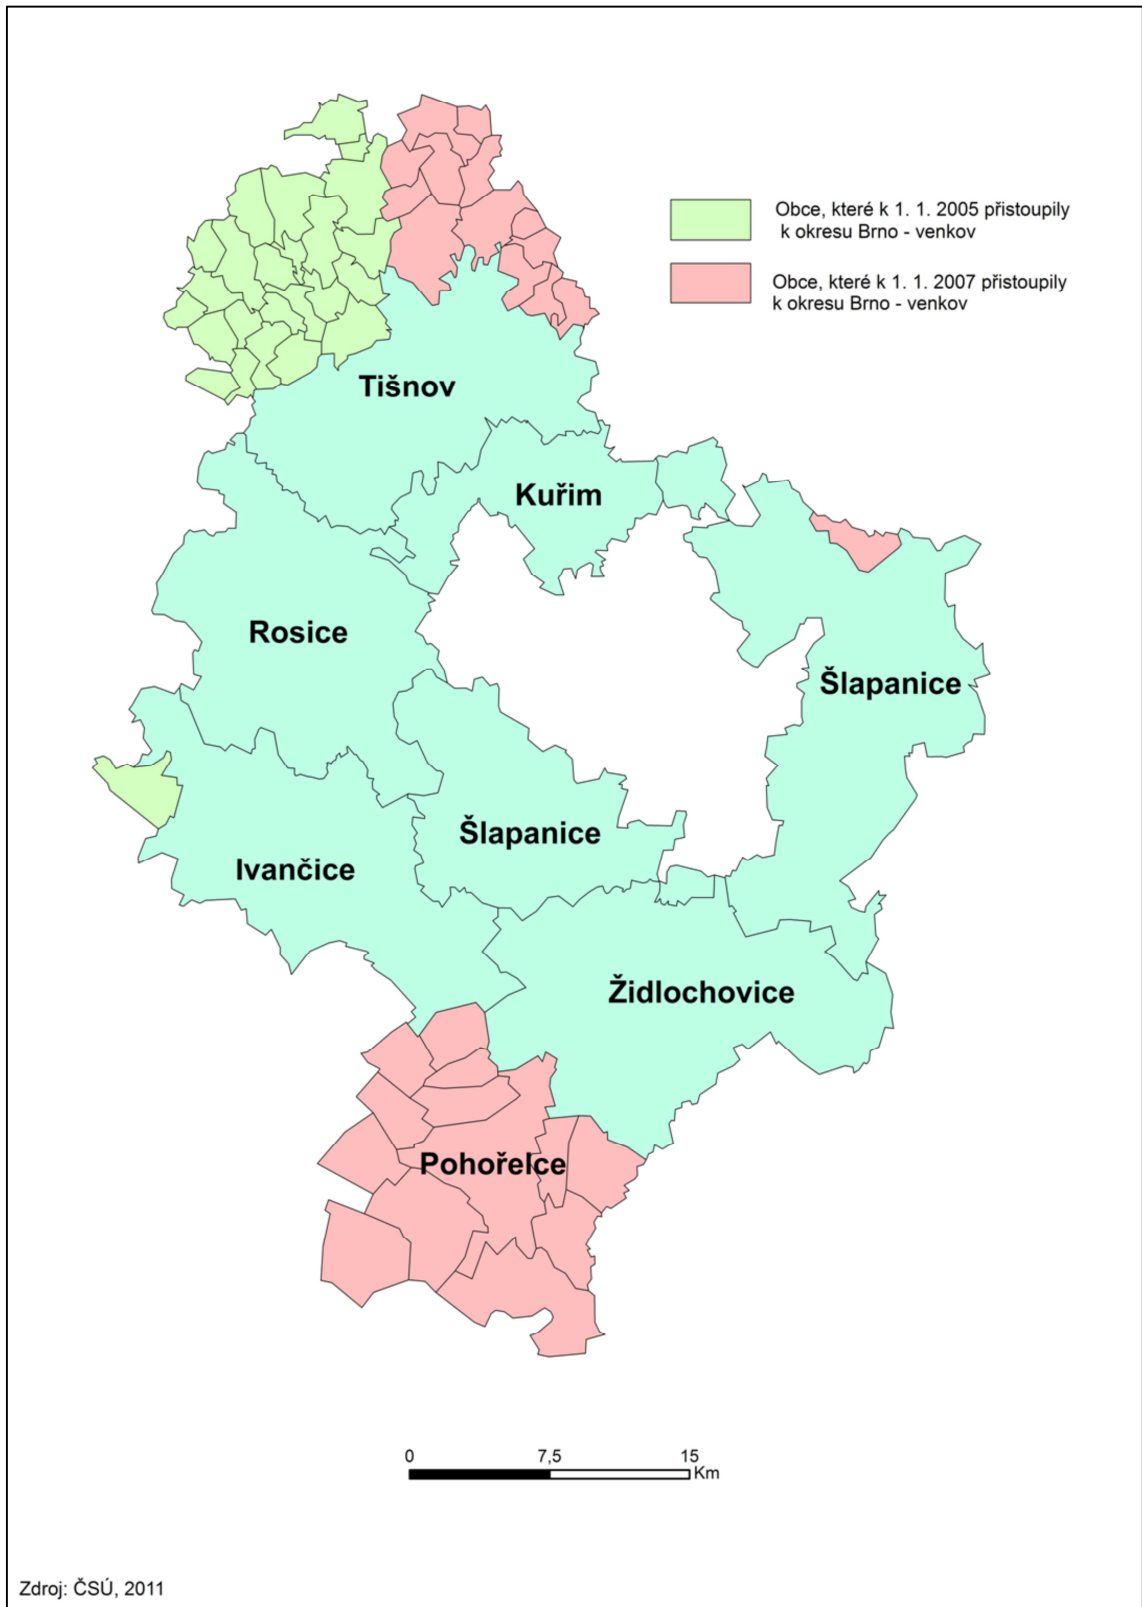 Obce, které k 1. 1. 2005 přistoupily
k okresu Brno - venkov
Obce, které k 1. 1. 2007 přistoupily
k okresu Brno - venkov
Tišnov
Kuřim
Rosice
Šlapanice
Šlapanice
Ivančice
Židlochovice
Pohořelce
0 7,5 15
Km
Zdroj: ČSÚ, 2011